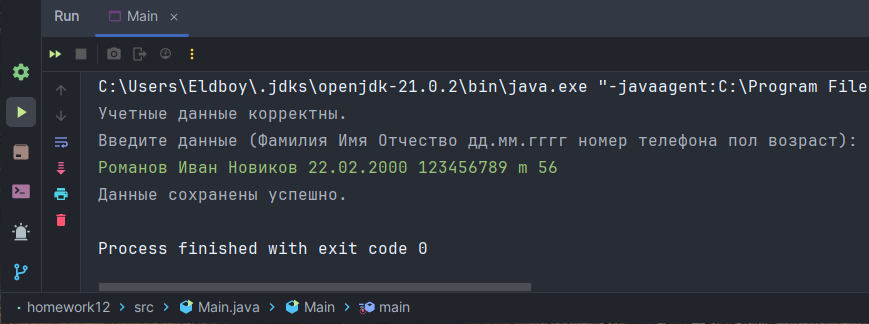 Run Main
C:\Users\Eldboy\.jdks\openjdk-21.0.2\bin\java.exe "-javaagent:C:\Program File
Учетные данные корректны.
Введите данные (Фамилия Имя Отчество дд.мм.гггг номер телефона пол возраст):
Романов Иван Новиков 22.02.2000 123456789 m 56
Данные сохранены успешно.
Process finished with exit code 0
homework12 > src > Main.java > Main > main